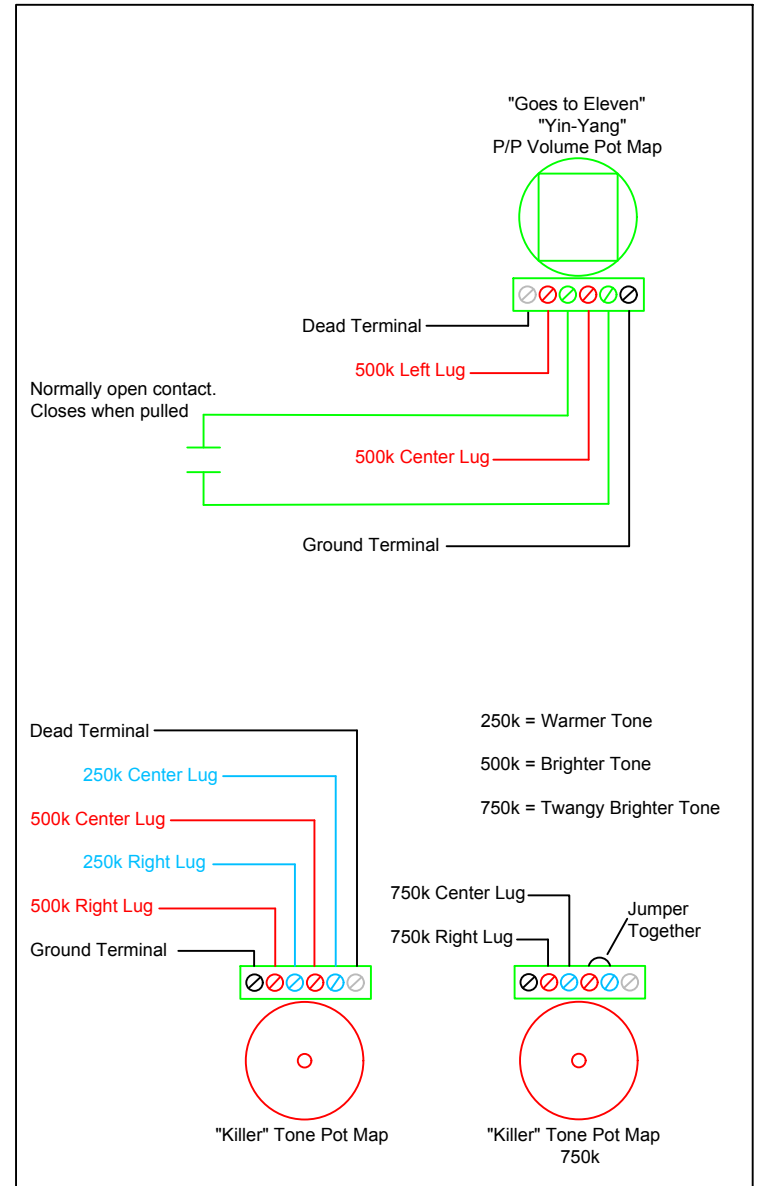 "Goes to Eleven"
"Yin-Yang"
P/P Volume Pot Map
Dead Terminal
500k Left Lug
Normally open contact.
Closes when pulled
500k Center Lug
Ground Terminal
Dead Terminal
250k Center Lug
500k Center Lug
250k Right Lug
500k Right Lug
Ground Terminal
"Killer" Tone Pot Map
250k = Warmer Tone
500k = Brighter Tone
750k = Twangy Brighter Tone
750k Center Lug
750k Right Lug
Jumper
Together
"Killer" Tone Pot Map
750k